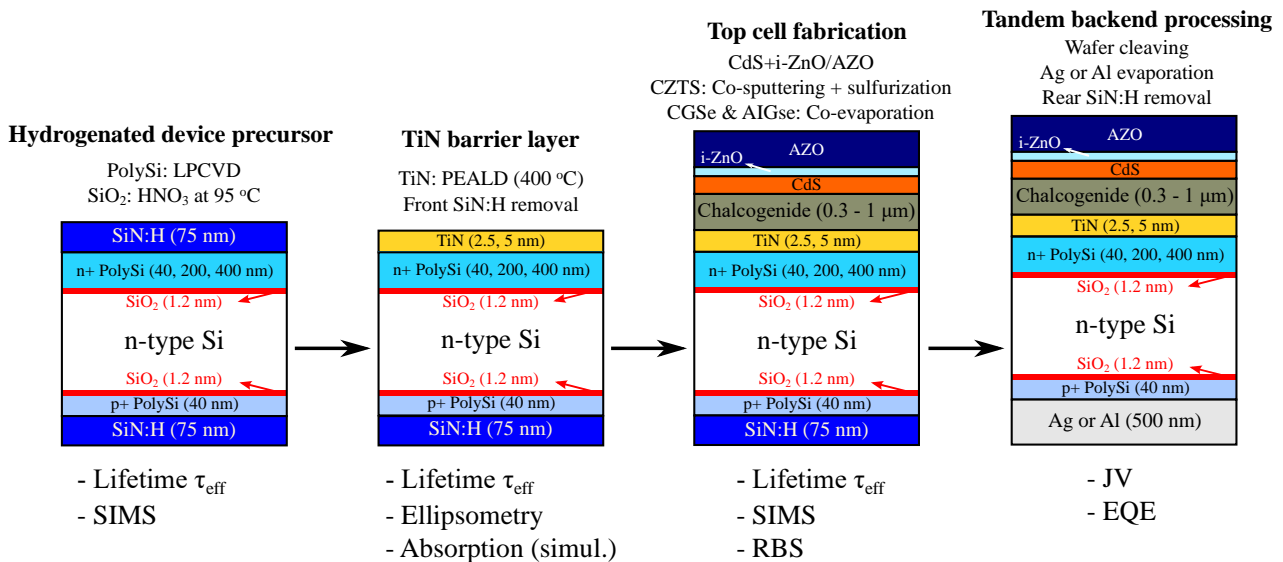 Hydrogenated device precursor
PolySi: LPCVD
SiO₂: HNO₃ at 95 °C
SiN:H (75 nm)
n+ PolySi (40, 200, 400 nm)
SiO₂ (1.2 nm)
n-type Si
SiO₂ (1.2 nm)
p+ PolySi (40 nm)
SiN:H (75 nm)
- Lifetime τeff
- SIMS
TiN barrier layer
TiN: PEALD (400 °C)
Front SiN:H removal
TiN (2.5, 5 nm)
n+ PolySi (40, 200, 400 nm)
SiO₂ (1.2 nm)
n-type Si
SiO₂ (1.2 nm)
p+ PolySi (40 nm)
SiN:H (75 nm)
- Lifetime τeff
- Ellipsometry
- Absorption (simul.)
Top cell fabrication
CdS+i-ZnO/AZO
CZTS: Co-sputtering + sulfurization
CGSe & AIGse: Co-evaporation
AZO
i-ZnO
CdS
Chalcogenide (0.3 - 1 μm)
TiN (2.5, 5 nm)
n+ PolySi (40, 200, 400 nm)
SiO₂ (1.2 nm)
n-type Si
SiO₂ (1.2 nm)
p+ PolySi (40 nm)
SiN:H (75 nm)
- Lifetime τeff
- SIMS
- RBS
Tandem backend processing
Wafer cleaving
Ag or Al evaporation
Rear SiN:H removal
AZO
i-ZnO
CdS
Chalcogenide (0.3 - 1 μm)
TiN (2.5, 5 nm)
n+ PolySi (40, 200, 400 nm)
SiO₂ (1.2 nm)
n-type Si
SiO₂ (1.2 nm)
p+ PolySi (40 nm)
Ag or Al (500 nm)
- JV
- EQE